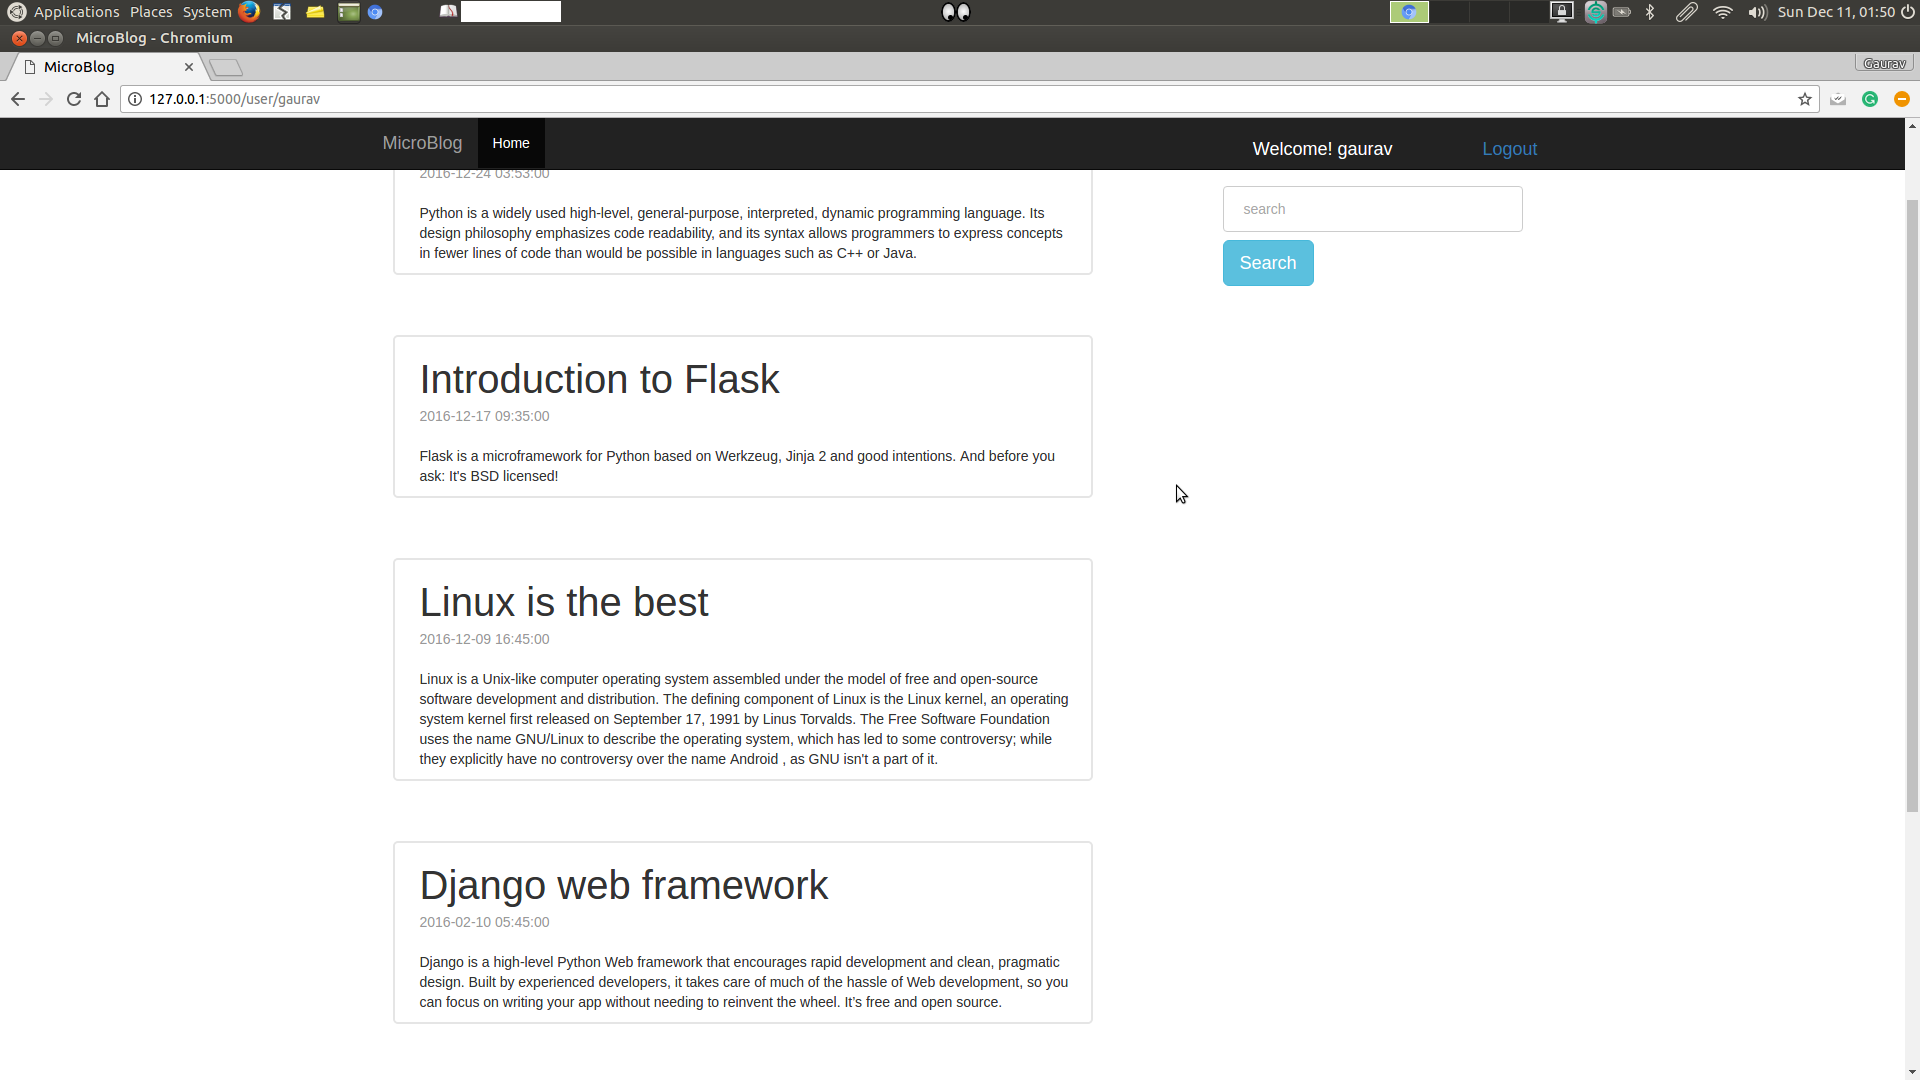 Applications Places System Sun Dec 11, 01:50
MicroBlog - Chromium
MicroBlog Gaurav
127.0.0.1:5000/user/gaurav
MicroBlog Home Welcome! gaurav Logout
2016-12-24 03:53:00
Python is a widely used high-level, general-purpose, interpreted, dynamic programming language. Its
design philosophy emphasizes code readability, and its syntax allows programmers to express concepts
in fewer lines of code than would be possible in languages such as C++ or Java.
search
Search
Introduction to Flask
2016-12-17 09:35:00
Flask is a microframework for Python based on Werkzeug, Jinja 2 and good intentions. And before you
ask: It's BSD licensed!
Linux is the best
2016-12-09 16:45:00
Linux is a Unix-like computer operating system assembled under the model of free and open-source
software development and distribution. The defining component of Linux is the Linux kernel, an operating
system kernel first released on September 17, 1991 by Linus Torvalds. The Free Software Foundation
uses the name GNU/Linux to describe the operating system, which has led to some controversy; while
they explicitly have no controversy over the name Android , as GNU isn't a part of it.
Django web framework
2016-02-10 05:45:00
Django is a high-level Python Web framework that encourages rapid development and clean, pragmatic
design. Built by experienced developers, it takes care of much of the hassle of Web development, so you
can focus on writing your app without needing to reinvent the wheel. It’s free and open source.